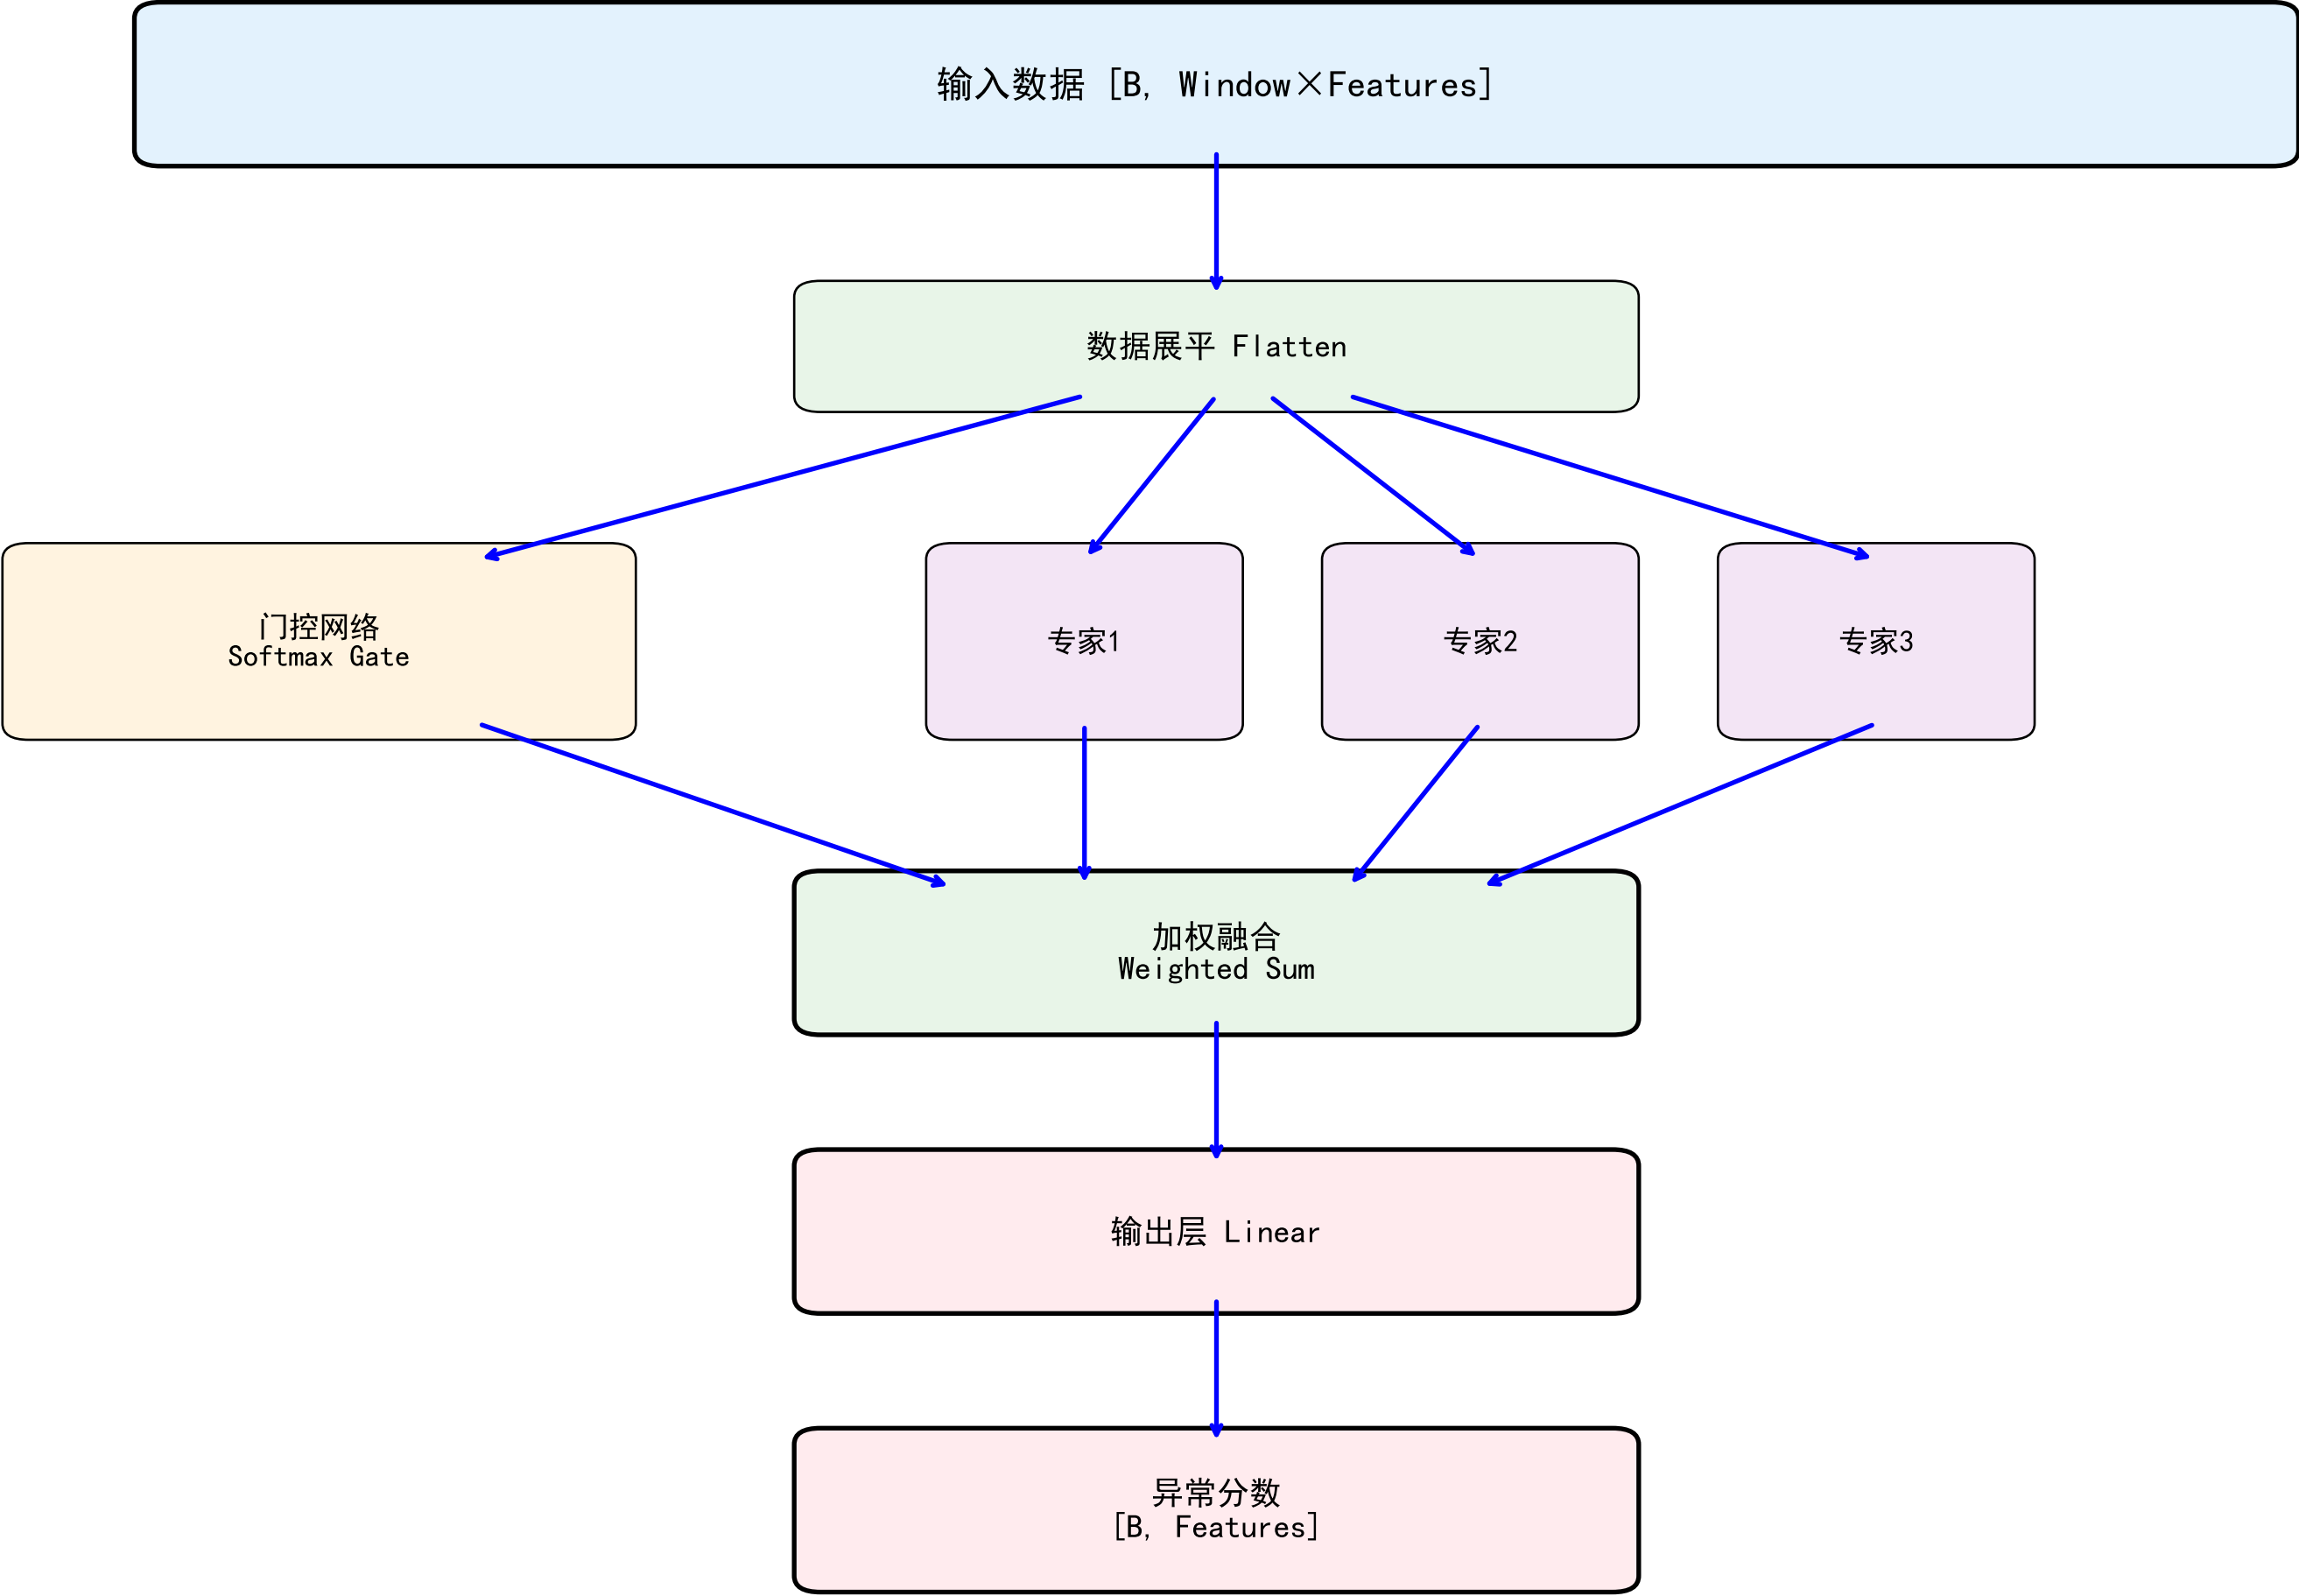 输入数据 [B, Window×Features]
数据展平 Flatten
门控网络
Softmax Gate
专家1
专家2
专家3
加权融合
Weighted Sum
输出层 Linear
异常分数
[B, Features]